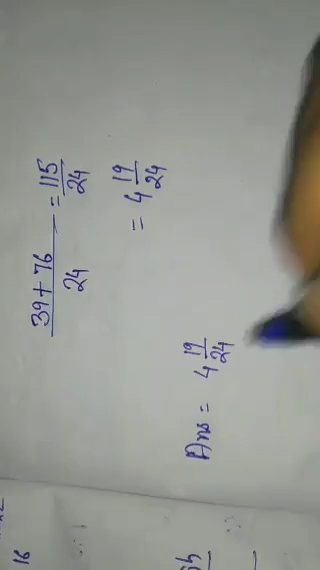 39 + 76 / 24 = 115 / 24
= 4 19/24
Ans = 4 19/24
16